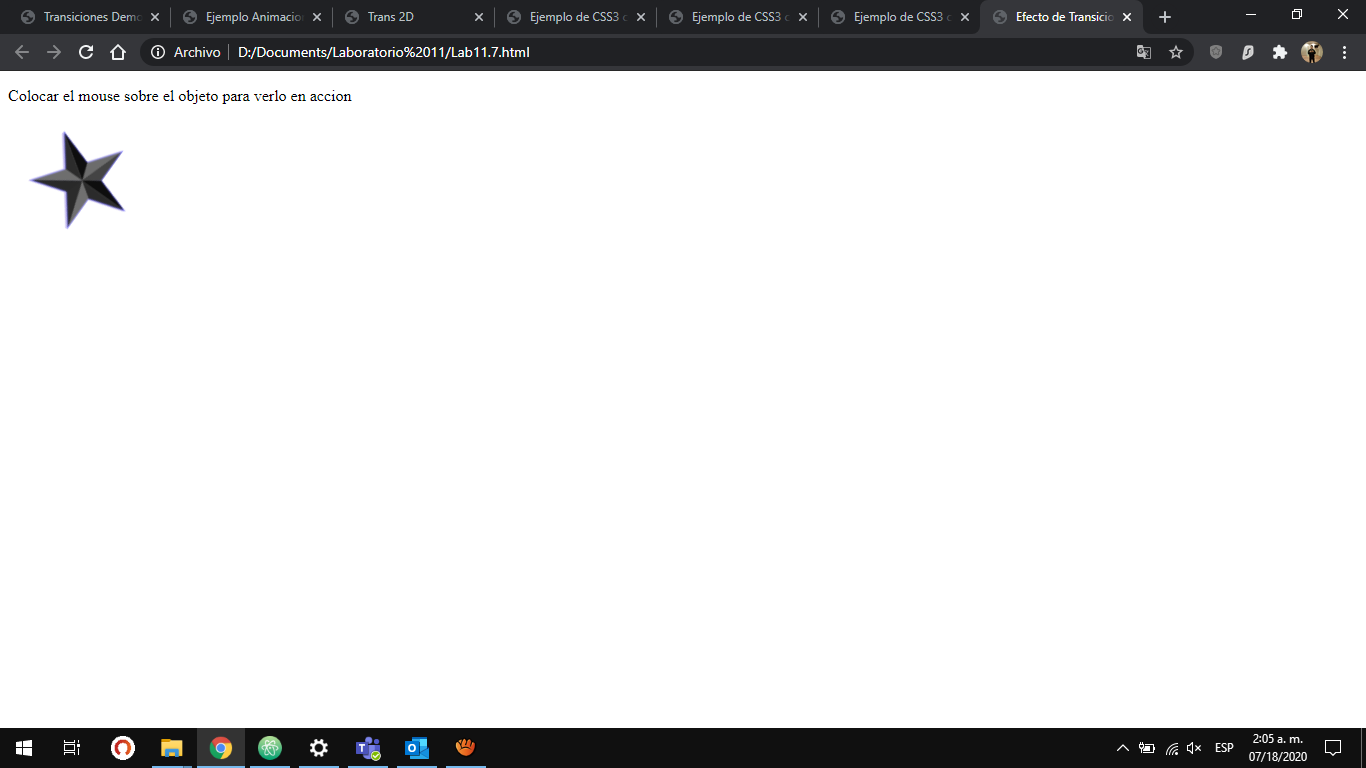 Transiciones Demo
Ejemplo Animacio
Trans 2D
Ejemplo de CSS3
Ejemplo de CSS3
Ejemplo de CSS3
Efecto de Transicio
Archivo
D:/Documents/Laboratorio%2011/Lab11.7.html
Colocar el mouse sobre el objeto para verlo en accion
ESP
2:05 a. m.
07/18/2020